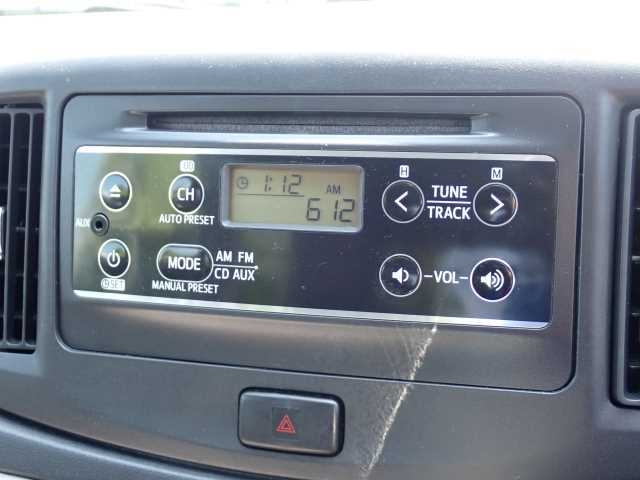 H M
CH
1:12 AM
612
< TUNE >
AUTO PRESET
TRACK
AUX
MODE AM FM
CD AUX
VOL
SET
MANUAL PRESET